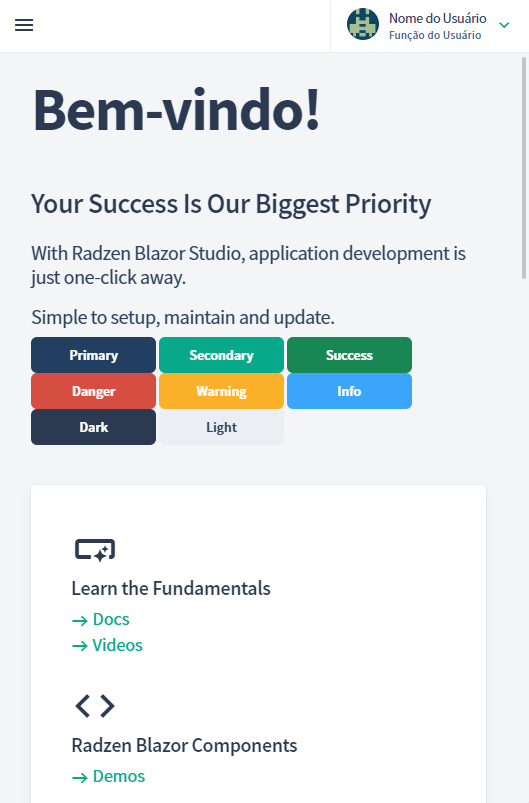 Nome do Usuário
Função do Usuário
Bem-vindo!
Your Success Is Our Biggest Priority
With Radzen Blazor Studio, application development is
just one-click away.
Simple to setup, maintain and update.
Primary Secondary Success
Danger Warning Info
Dark Light
Learn the Fundamentals
→ Docs
→ Videos
Radzen Blazor Components
→ Demos